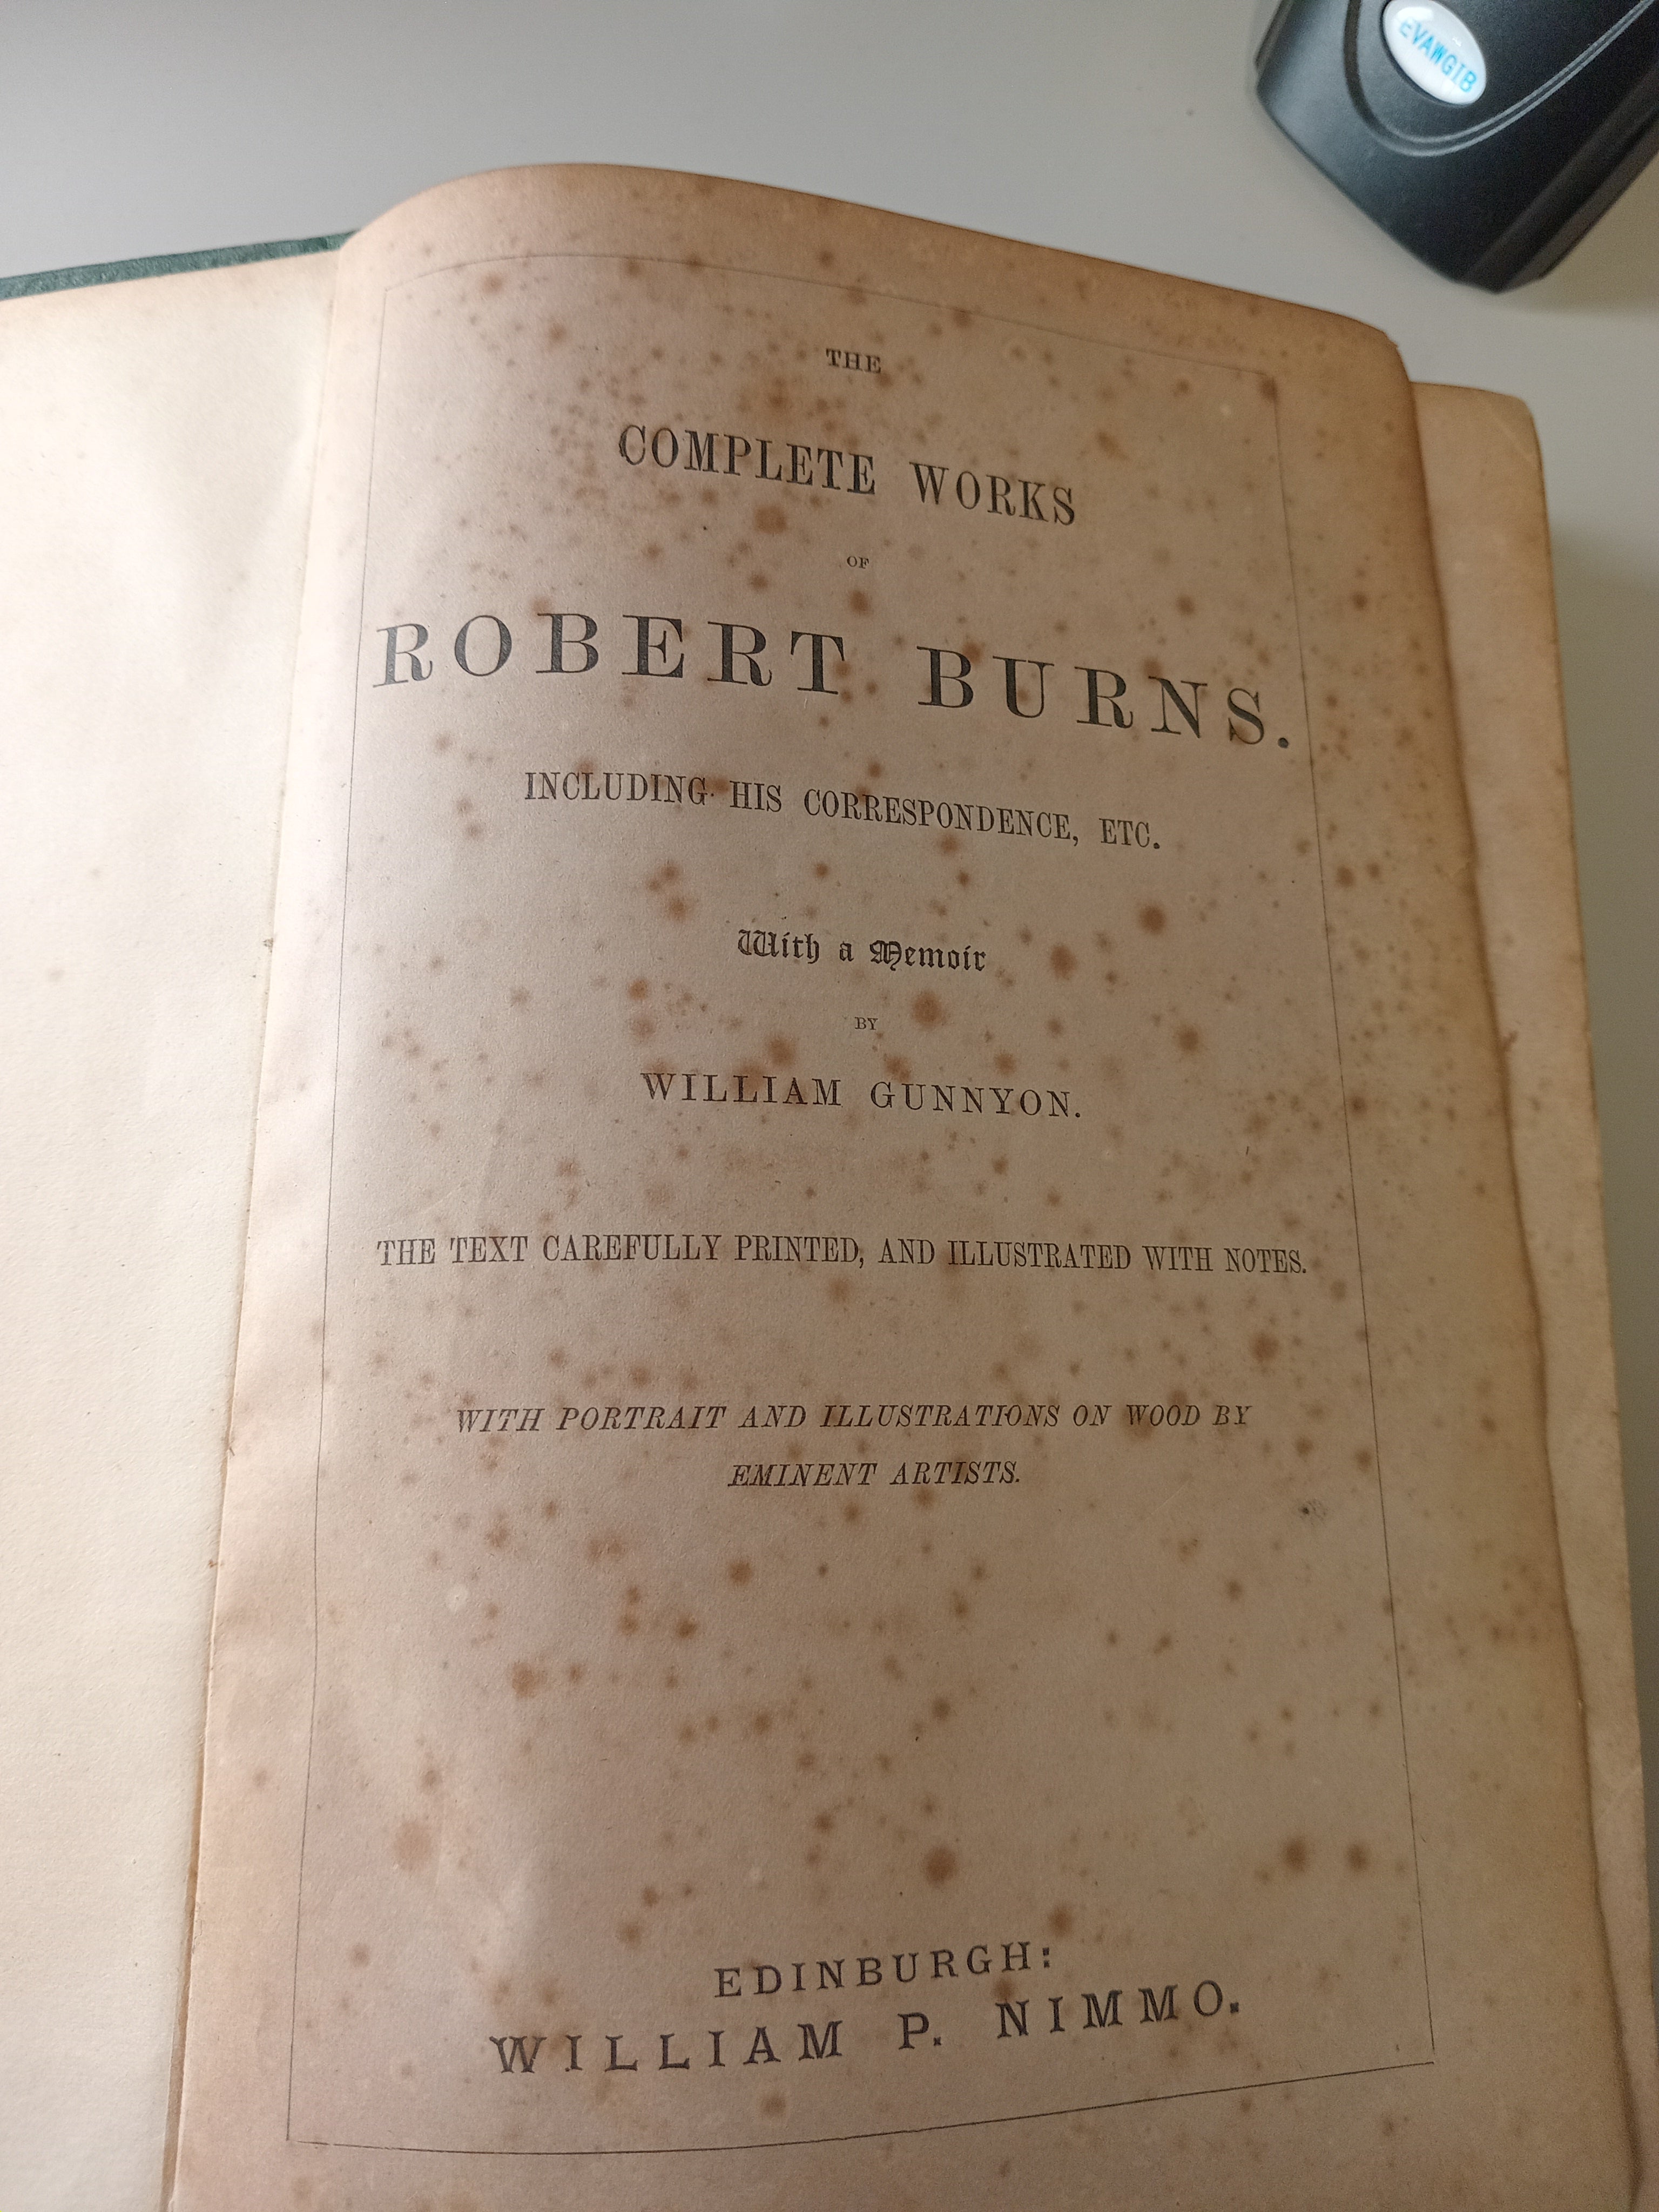 EVAWGIB
THE
COMPLETE WORKS
OF
ROBERT BURNS.
INCLUDING HIS CORRESPONDENCE, ETC.
With a Memoir
BY
WILLIAM GUNNYON.
THE TEXT CAREFULLY PRINTED, AND ILLUSTRATED WITH NOTES.
WITH PORTRAIT AND ILLUSTRATIONS ON WOOD BY
EMINENT ARTISTS.
EDINBURGH:
WILLIAM P. NIMMO.